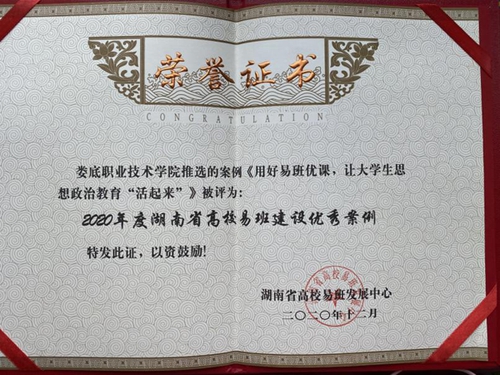 荣誉证书
CONGRATULATION
娄底职业技术学院推选的案例《用好易班优课，让大学生思
想政治教育“活起来”》被评为：
2020年度湖南省高校易班建设优秀案例
特发此证，以资鼓励！
湖南省高校易班发展中心
二〇二〇年十二月